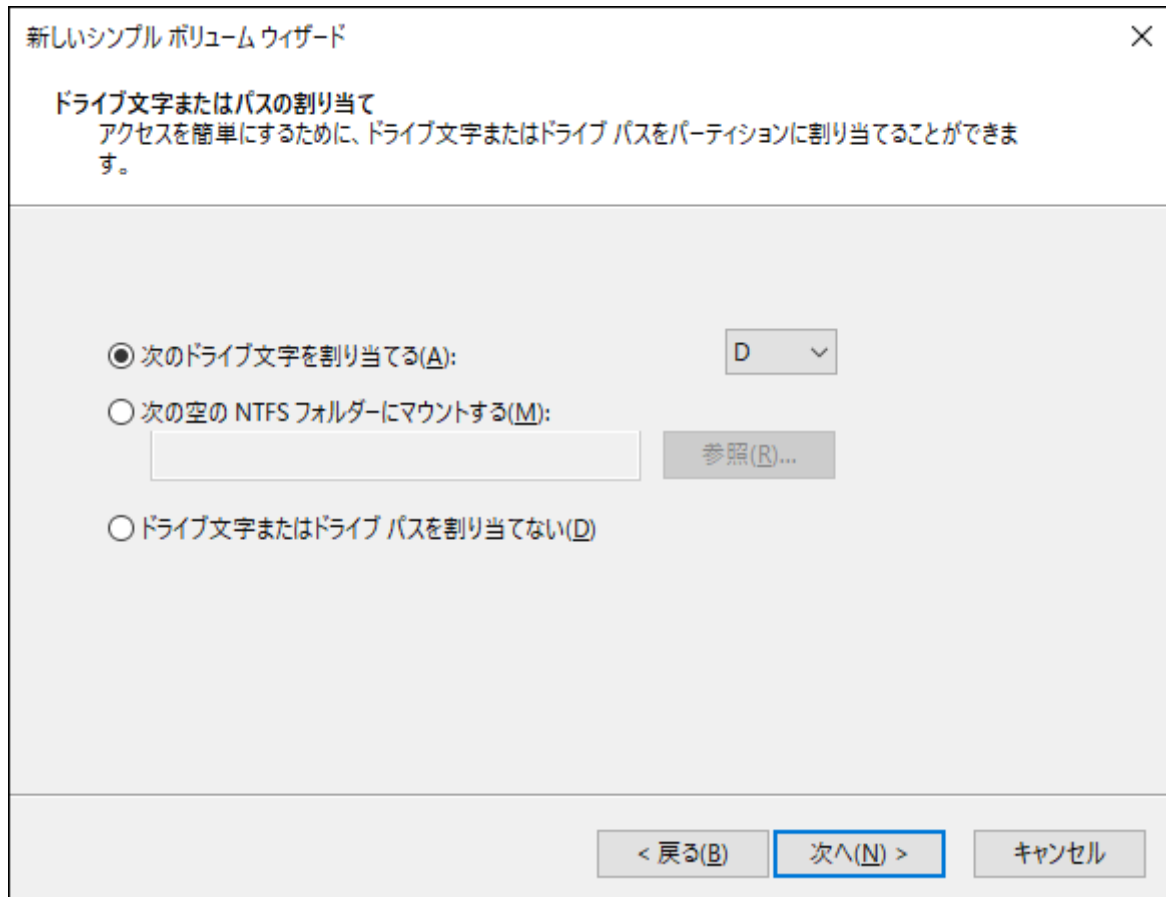 新しいシンプル ボリューム ウィザード
ドライブ文字またはパスの割り当て
アクセスを簡単にするために、ドライブ文字またはドライブ パスをパーティションに割り当てることができま
す。
次のドライブ文字を割り当てる(A):
D
次の空の NTFS フォルダーにマウントする(M):
参照(R)...
ドライブ文字またはドライブ パスを割り当てない(D)
< 戻る(B)
次へ(N) >
キャンセル